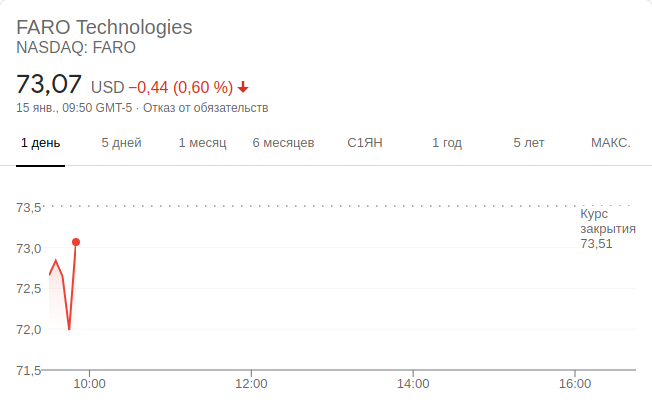 FARO Technologies
NASDAQ: FARO
73,07 USD −0,44 (0,60 %)
15 янв., 09:50 GMT-5 · Отказ от обязательств
1 день 5 дней 1 месяц 6 месяцев С1ЯН 1 год 5 лет МАКС.
73,5
Курс
закрытия
73,51
73,0
72,5
72,0
71,5
10:00 12:00 14:00 16:00